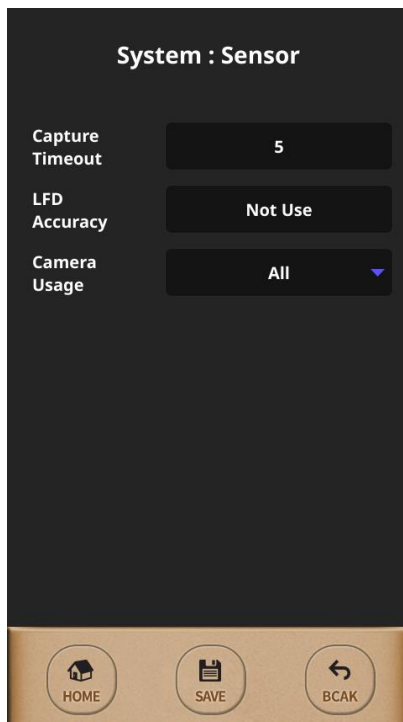 System : Sensor
Capture
Timeout
5
LFD
Accuracy
Not Use
Camera
Usage
All
HOME
SAVE
BCAK